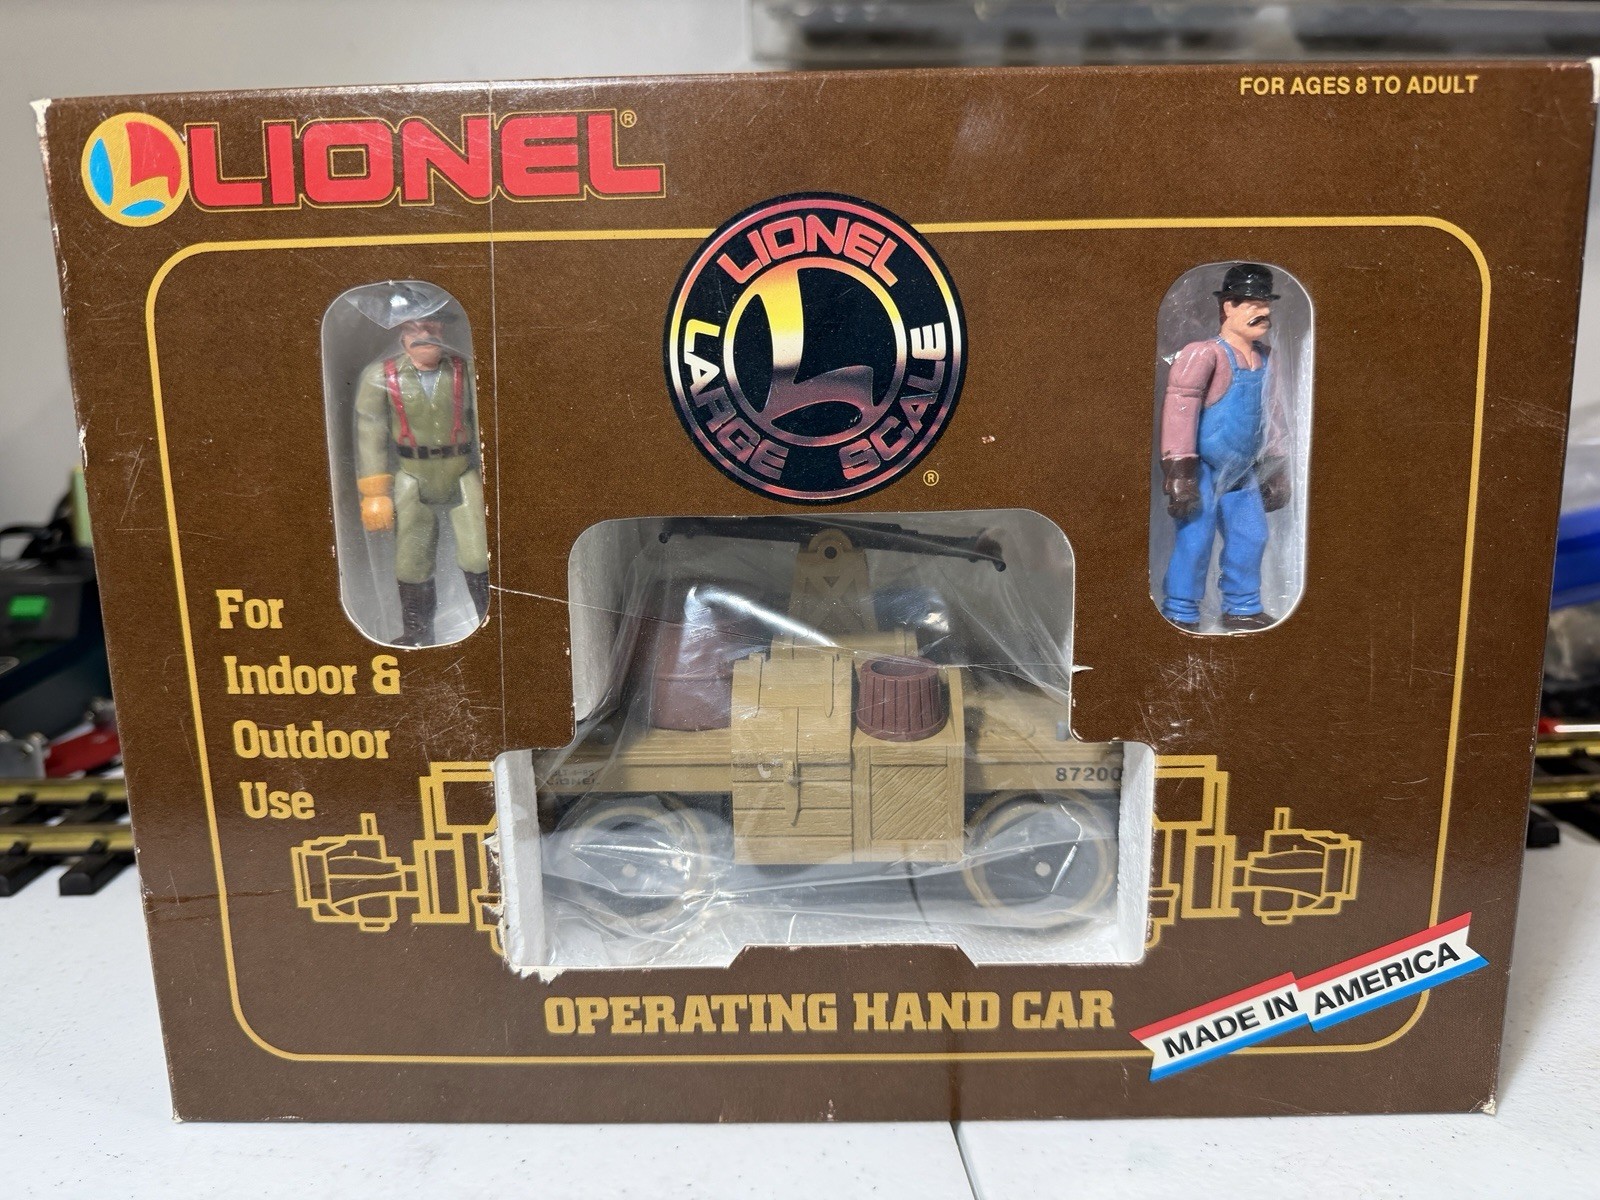 FOR AGES 8 TO ADULT
LIONEL®
LIONEL
LARGE SCALE
®
For
Indoor &
Outdoor
Use
LIONEL
87200
OPERATING HAND CAR
MADE IN AMERICA